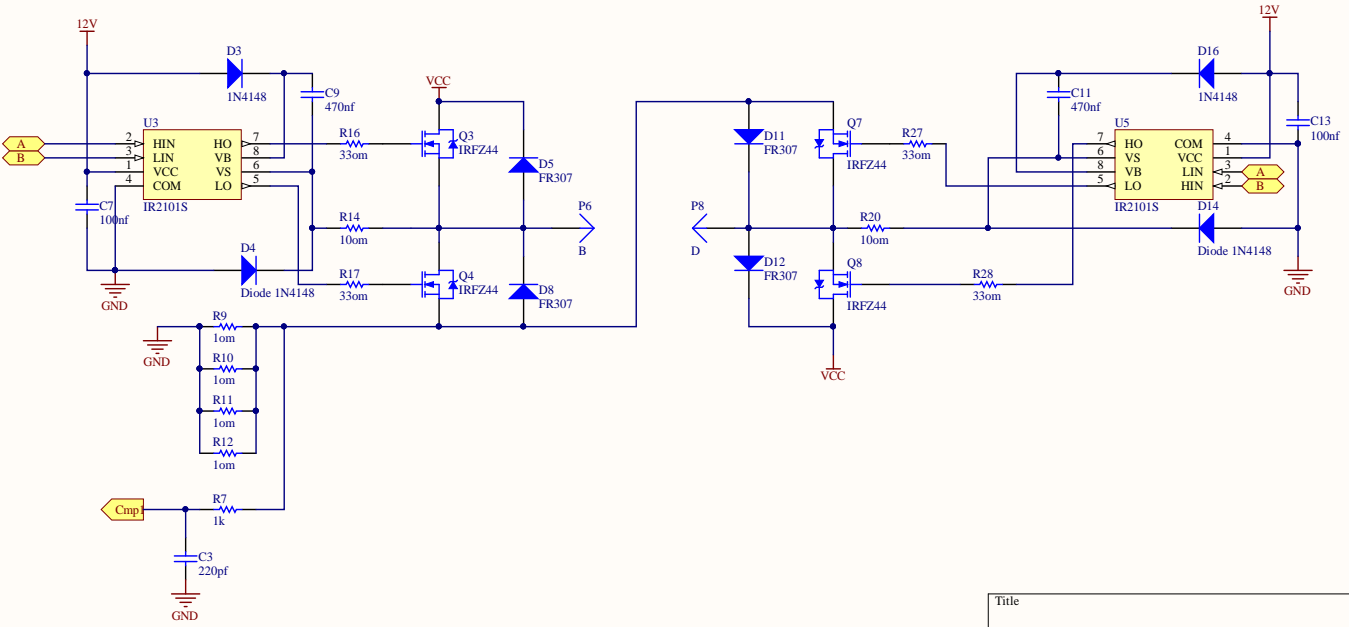 12V
D3
1N4148
C9
470nf
VCC
U3
A
B
2 HIN HO 7
3 LIN VB 8
1 VCC VS 6
4 COM LO 5
IR2101S
R16
33om
Q3
IRFZ44
D5
FR307
C7
100nf
R14
10om
P6
B
D4
Diode 1N4148
R17
33om
Q4
IRFZ44
D8
FR307
GND
R9
1om
GND
R10
1om
R11
1om
R12
1om
Cmp1
R7
1k
C3
220pf
GND
12V
D16
1N4148
C11
470nf
C13
100nf
D11
FR307
Q7
IRFZ44
R27
33om
U5
7 HO COM 4
6 VS VCC 1
8 VB LIN 3
5 LO HIN 2
IR2101S
A
B
P8
D
R20
10om
D14
Diode 1N4148
D12
FR307
Q8
IRFZ44
R28
33om
GND
VCC
Title